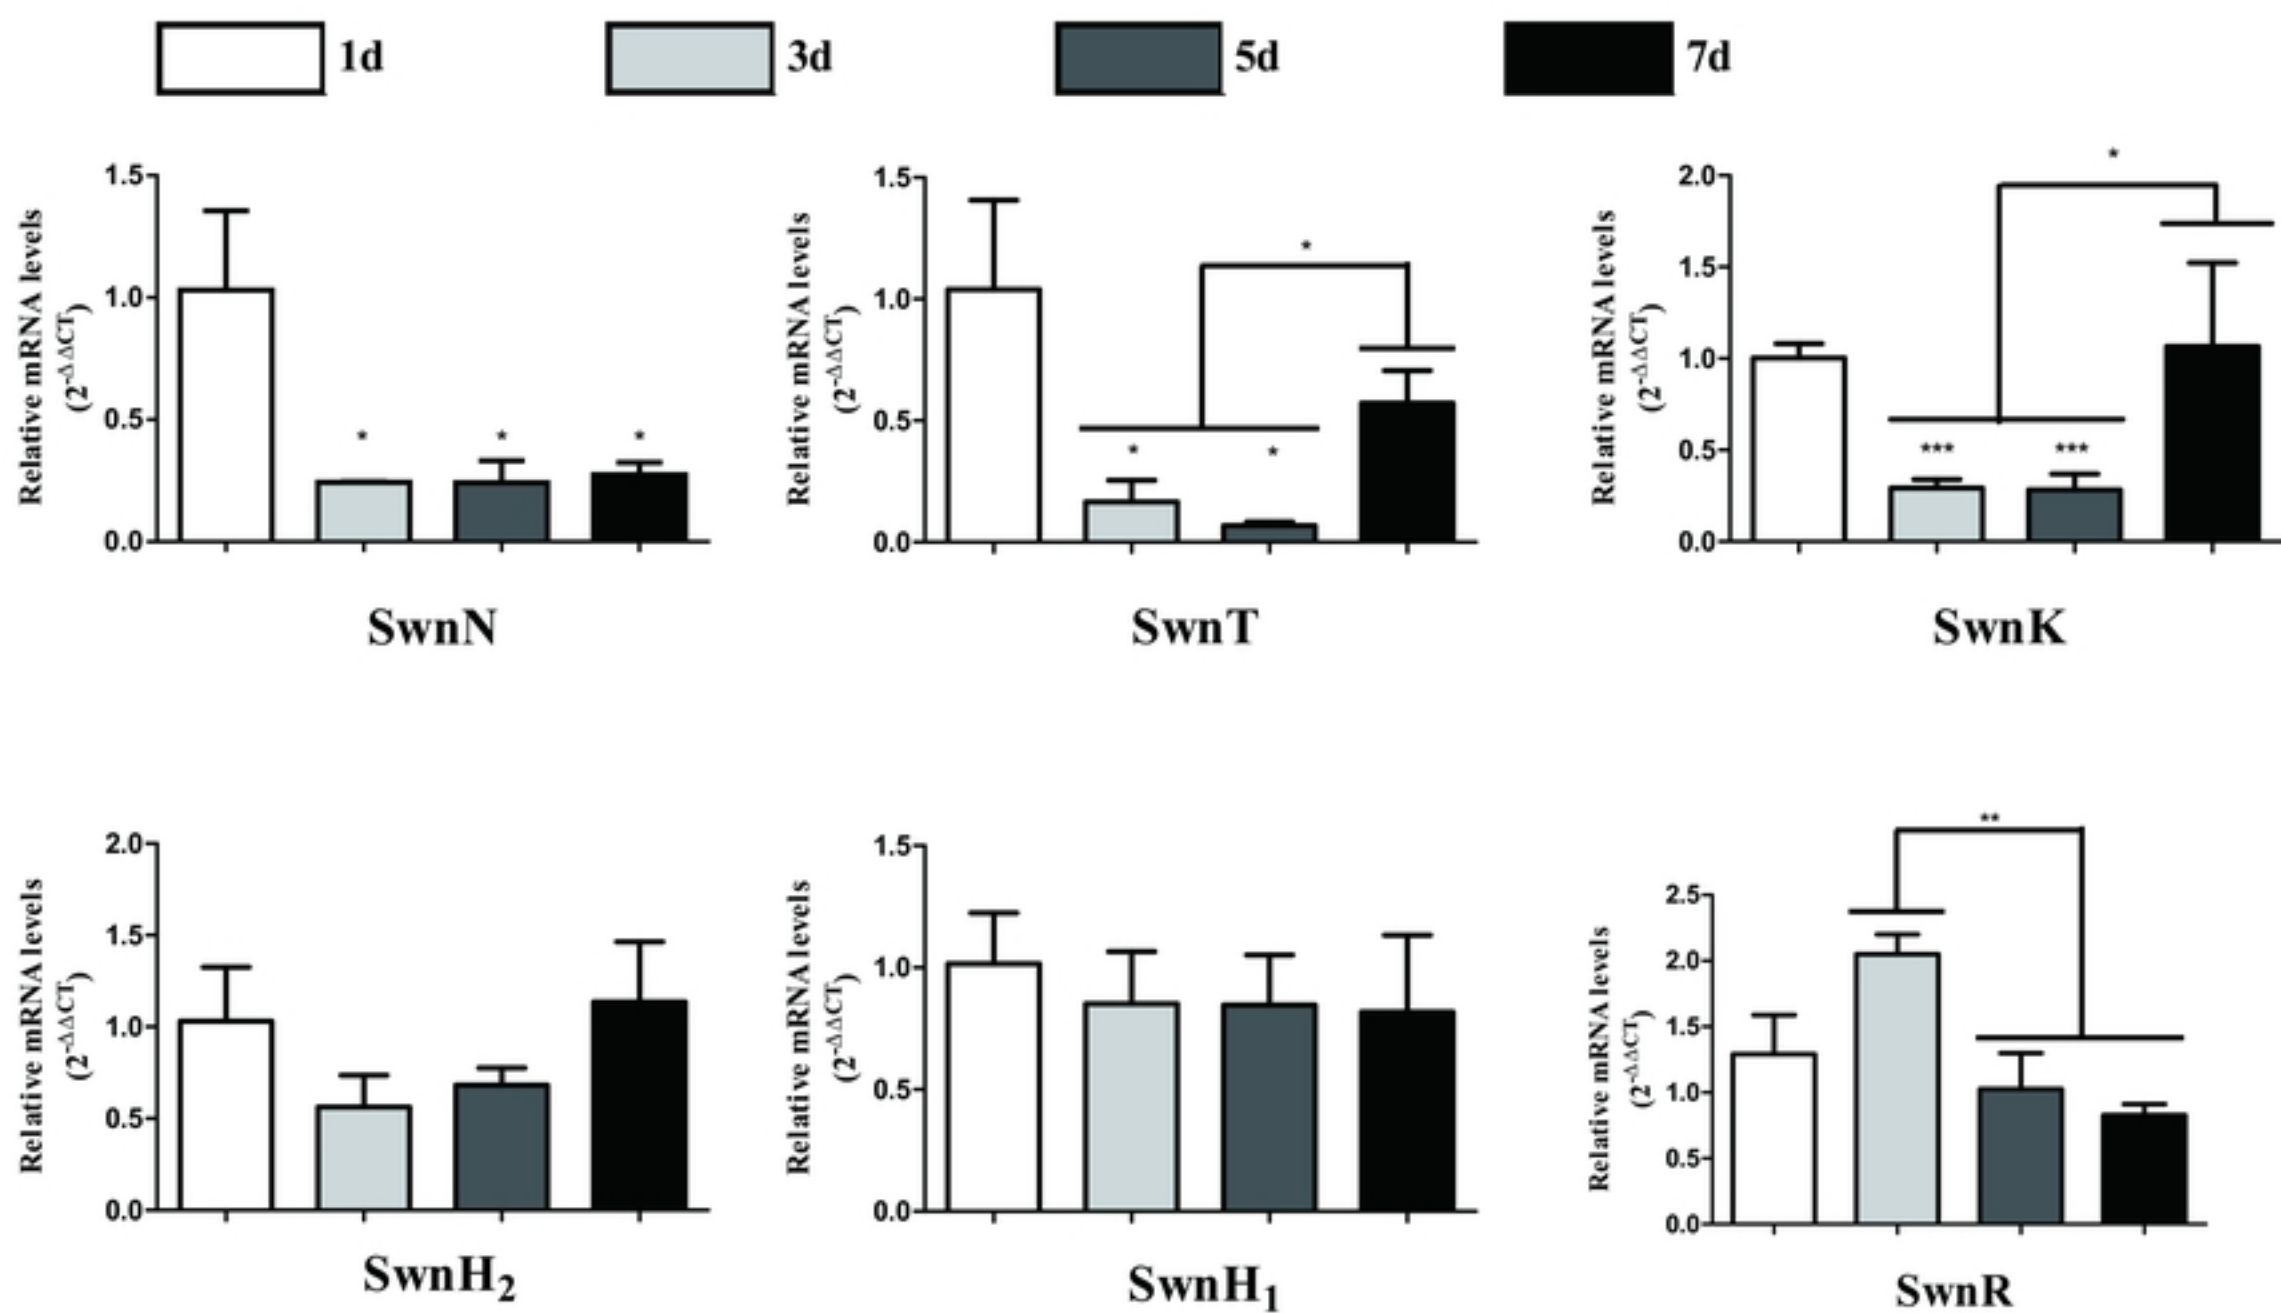 1d 3d 5d 7d
Relative mRNA levels
(2-ΔΔCT)
1.5
1.0
0.5
0.0
* * *
SwnN
Relative mRNA levels
(2-ΔΔCT)
1.5
1.0
0.5
0.0
*
* *
SwnT
Relative mRNA levels
(2-ΔΔCT)
2.0
1.5
1.0
0.5
0.0
*
*** ***
SwnK
Relative mRNA levels
(2-ΔΔCT)
2.0
1.5
1.0
0.5
0.0
SwnH2
Relative mRNA levels
(2-ΔΔCT)
1.5
1.0
0.5
0.0
SwnH1
Relative mRNA levels
(2-ΔΔCT)
2.5
2.0
1.5
1.0
0.5
0.0
**
SwnR